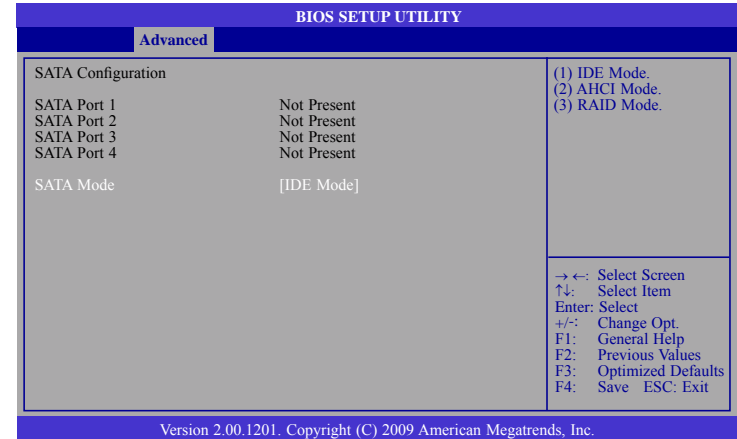 BIOS SETUP UTILITY
Advanced
SATA Configuration
SATA Port 1 Not Present
SATA Port 2 Not Present
SATA Port 3 Not Present
SATA Port 4 Not Present
SATA Mode [IDE Mode]
(1) IDE Mode.
(2) AHCI Mode.
(3) RAID Mode.
→ ←: Select Screen
↑↓: Select Item
Enter: Select
+/-: Change Opt.
F1: General Help
F2: Previous Values
F3: Optimized Defaults
F4: Save ESC: Exit
Version 2.00.1201. Copyright (C) 2009 American Megatrends, Inc.